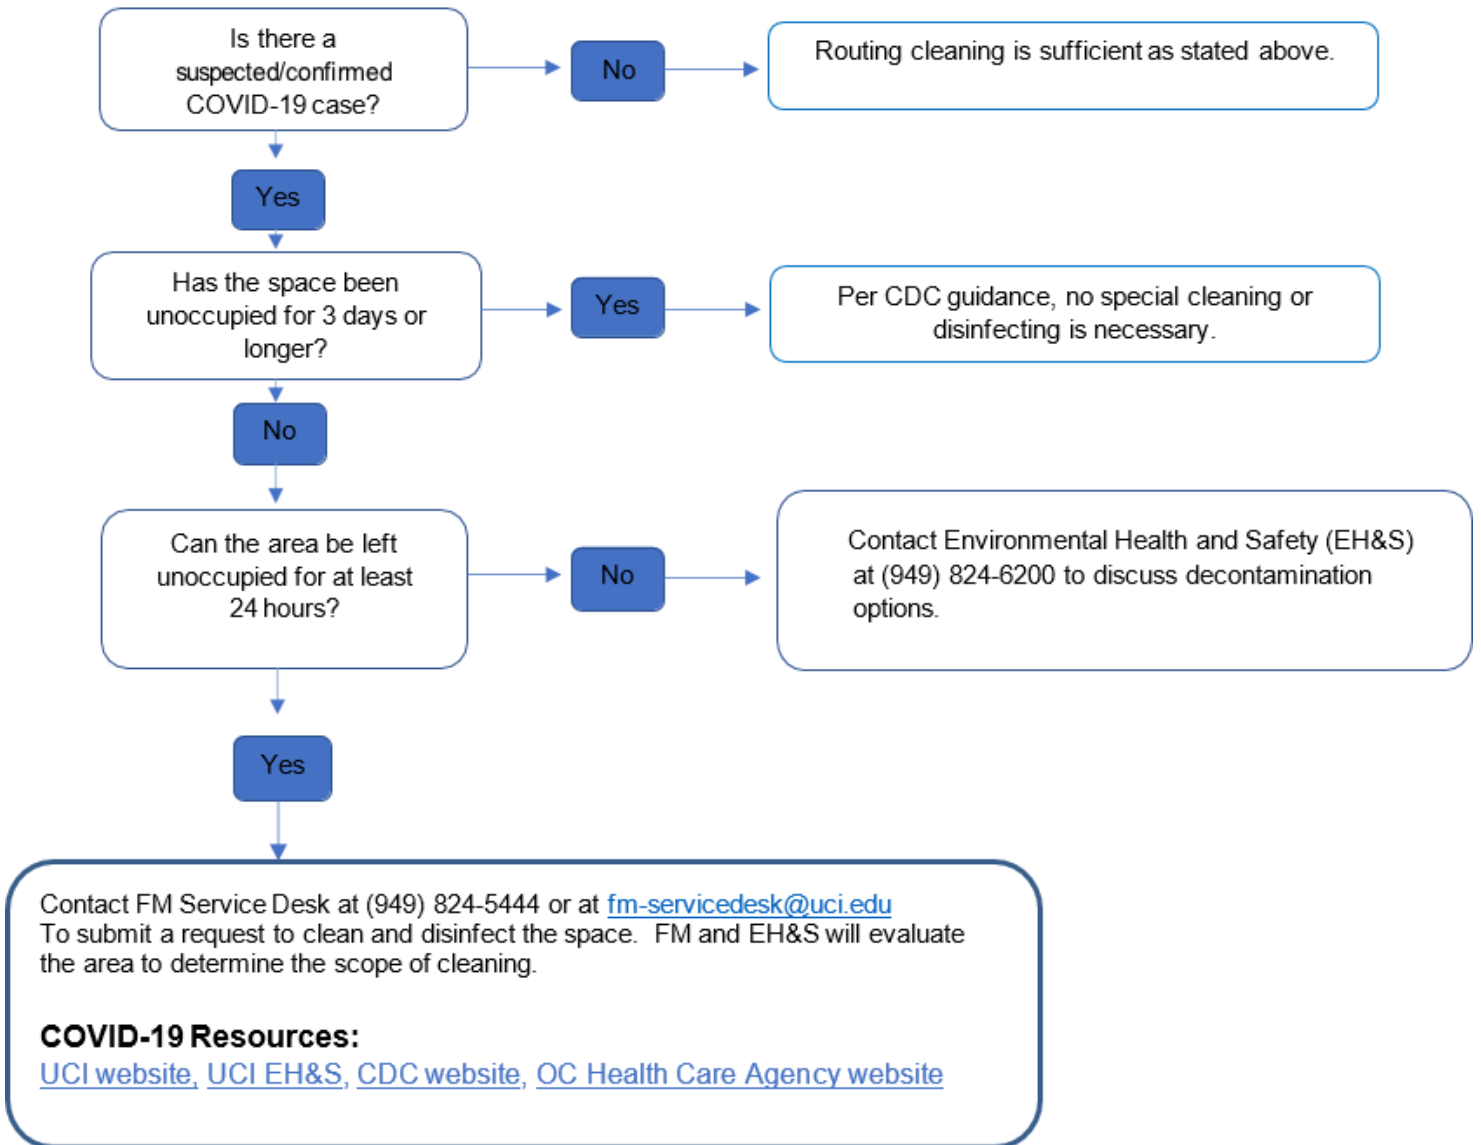 Is there a
suspected/confirmed
COVID-19 case?
No
Routing cleaning is sufficient as stated above.
Yes
Has the space been
unoccupied for 3 days or
longer?
Yes
Per CDC guidance, no special cleaning or
disinfecting is necessary.
No
Can the area be left
unoccupied for at least
24 hours?
No
Contact Environmental Health and Safety (EH&S)
at (949) 824-6200 to discuss decontamination
options.
Yes
Contact FM Service Desk at (949) 824-5444 or at fm-servicedesk@uci.edu
To submit a request to clean and disinfect the space.  FM and EH&S will evaluate
the area to determine the scope of cleaning.
COVID-19 Resources:
UCI website, UCI EH&S, CDC website, OC Health Care Agency website